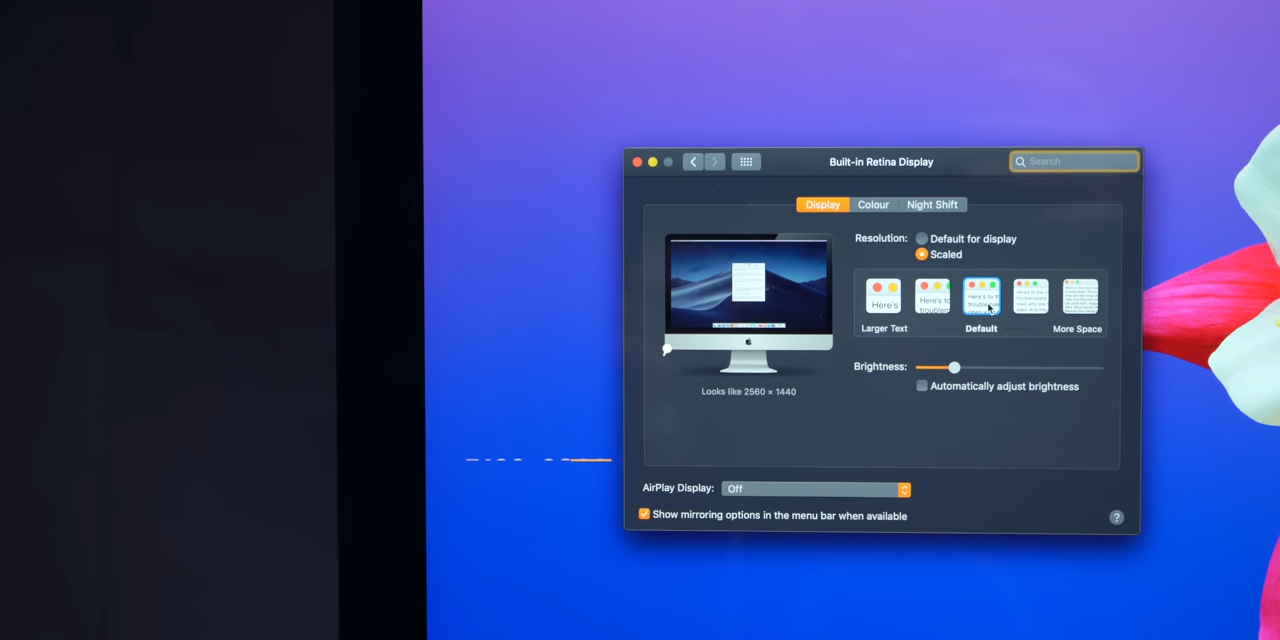 Built-in Retina Display
Search
Display Colour Night Shift
Resolution: Default for display
Scaled
Here's
Here's to
troublem
Here's to th
Larger Text Default More Space
Brightness:
Automatically adjust brightness
Looks like 2560 × 1440
AirPlay Display: Off
Show mirroring options in the menu bar when available
?